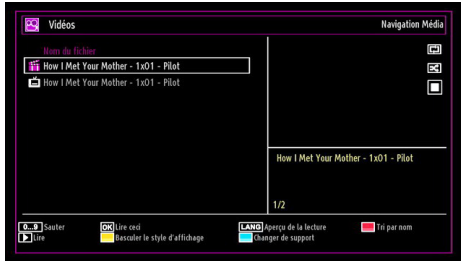 Vidéos
Navigation Média
Nom du fichier
How I Met Your Mother - 1x01 - Pilot
How I Met Your Mother - 1x01 - Pilot
How I Met Your Mother - 1x01 - Pilot
1/2
0...9 Sauter
OK Lire ceci
LANG Aperçu de la lecture
Tri par nom
Lire
Basculer le style d'affichage
Changer de support